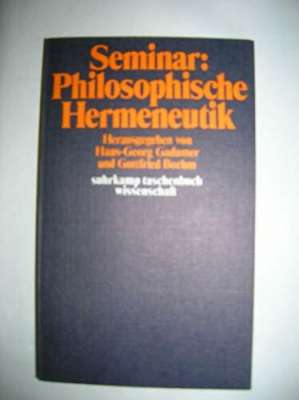 Seminar:
Philosophische
Hermeneutik
Herausgegeben von
Hans-Georg Gadamer
und Gottfried Boehm
suhrkamp taschenbuch
wissenschaft